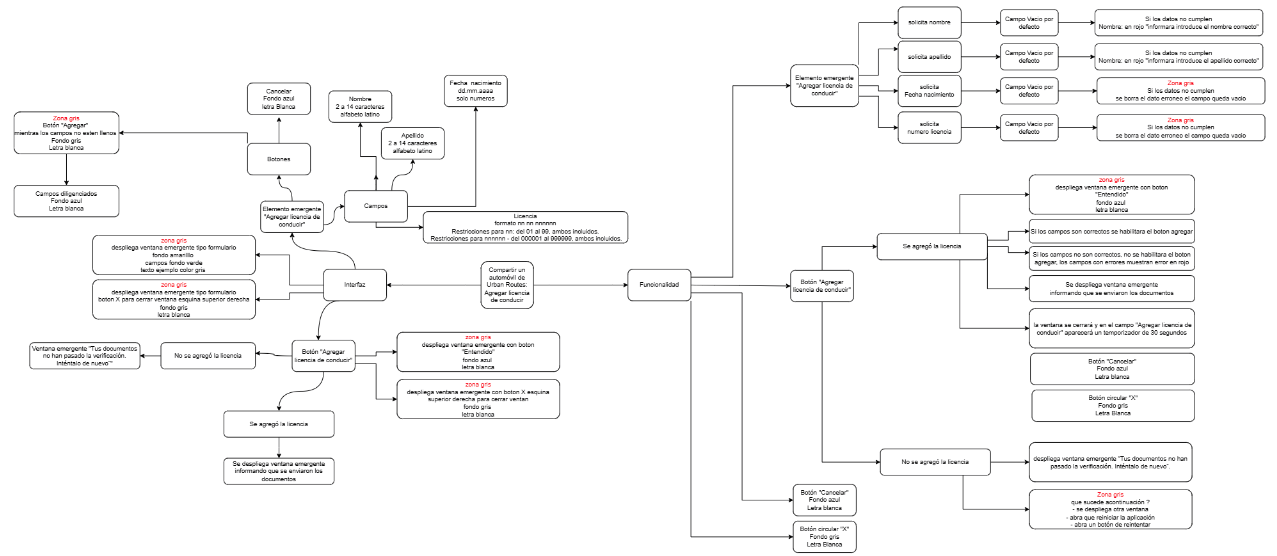 Compartir un
automóvil de
Urban Routes:
Agregar licencia
de conducir
Interfaz
Elemento emergente
"Agregar licencia de
conducir"
Botones
Cancelar
Fondo azul
letra Blanca
Zona gris
Botón "Agregar"
mientras los campos no esten llenos
Fondo gris
Letra blanca
Campos diligenciados
Fondo azul
Letra blanca
Campos
Nombre
2 a 14 caracteres
alfabeto latino
Apellido
2 a 14 caracteres
alfabeto latino
Fecha nacimiento
dd.mm.aaaa
solo numeros
Licencia
formato nn nn nnnnnn
Restricciones para nn: del 01 al 99, ambos incluidos.
Restricciones para nnnnnn - del 000001 al 999999, ambos incluidos.
zona gris
despliega ventana emergente tipo formulario
fondo amarillo
campos fondo verde
texto ejemplo color gris
zona gris
despliega ventana emergente tipo formulario
boton X para cerrar ventana esquina superior derecha
fondo gris
letra blanca
Botón "Agregar
licencia de conducir"
No se agregó la licencia
Ventana emergente "Tus documentos
no han pasado la verificación.
Inténtalo de nuevo"
zona gris
despliega ventana emergente con boton
"Entendido"
fondo azul
letra blanca
zona gris
despliega ventana emergente con boton X esquina
superior derecha para cerrar ventan
fondo gris
letra blanca
Se agregó la licencia
Se despliega ventana emergente
informando que se enviaron los
documentos
Funcionalidad
Elemento emergente
"Agregar licencia de
conducir"
solicita nombre
Campo Vacio por
defecto
Si los datos no cumplen
Nombre: en rojo "informara introduce el nombre correcto"
solicita apellido
Campo Vacio por
defecto
Si los datos no cumplen
Nombre: en rojo "informara introduce el apellido correcto"
solicita
Fecha nacimiento
Campo Vacio por
defecto
Zona gris
Si los datos no cumplen
se borra el dato erroneo el campo queda vacio
solicita
numero licencia
Campo Vacio por
defecto
Zona gris
Si los datos no cumplen
se borra el dato erroneo el campo queda vacio
Botón "Agregar
licencia de conducir"
Se agregó la licencia
zona gris
despliega ventana emergente con boton
"Entendido"
fondo azul
letra blanca
Si los campos son correctos se habilitara el boton agregar
Si los campos no son correctos, no se habilitara el boton
agregar, los campos con errores muestran error en rojo
Se despliega ventana emergente
informando que se enviaron los documentos
la ventana se cerrará y en el campo "Agregar licencia de
conducir" aparecerá un temporizador de 30 segundos
Botón "Cancelar"
Fondo azul
Letra blanca
Botón circular "X"
Fondo gris
Letra Blanca
No se agregó la licencia
despliega ventana emergente "Tus documentos no han
pasado la verificación. Inténtalo de nuevo".
Zona gris
que sucede acontinuación ?
- se despliega otra ventana
- abra que reiniciar la aplicación
- abra un botón de reintentar
Botón "Cancelar"
Fondo azul
Letra blanca
Botón circular "X"
Fondo gris
Letra Blanca